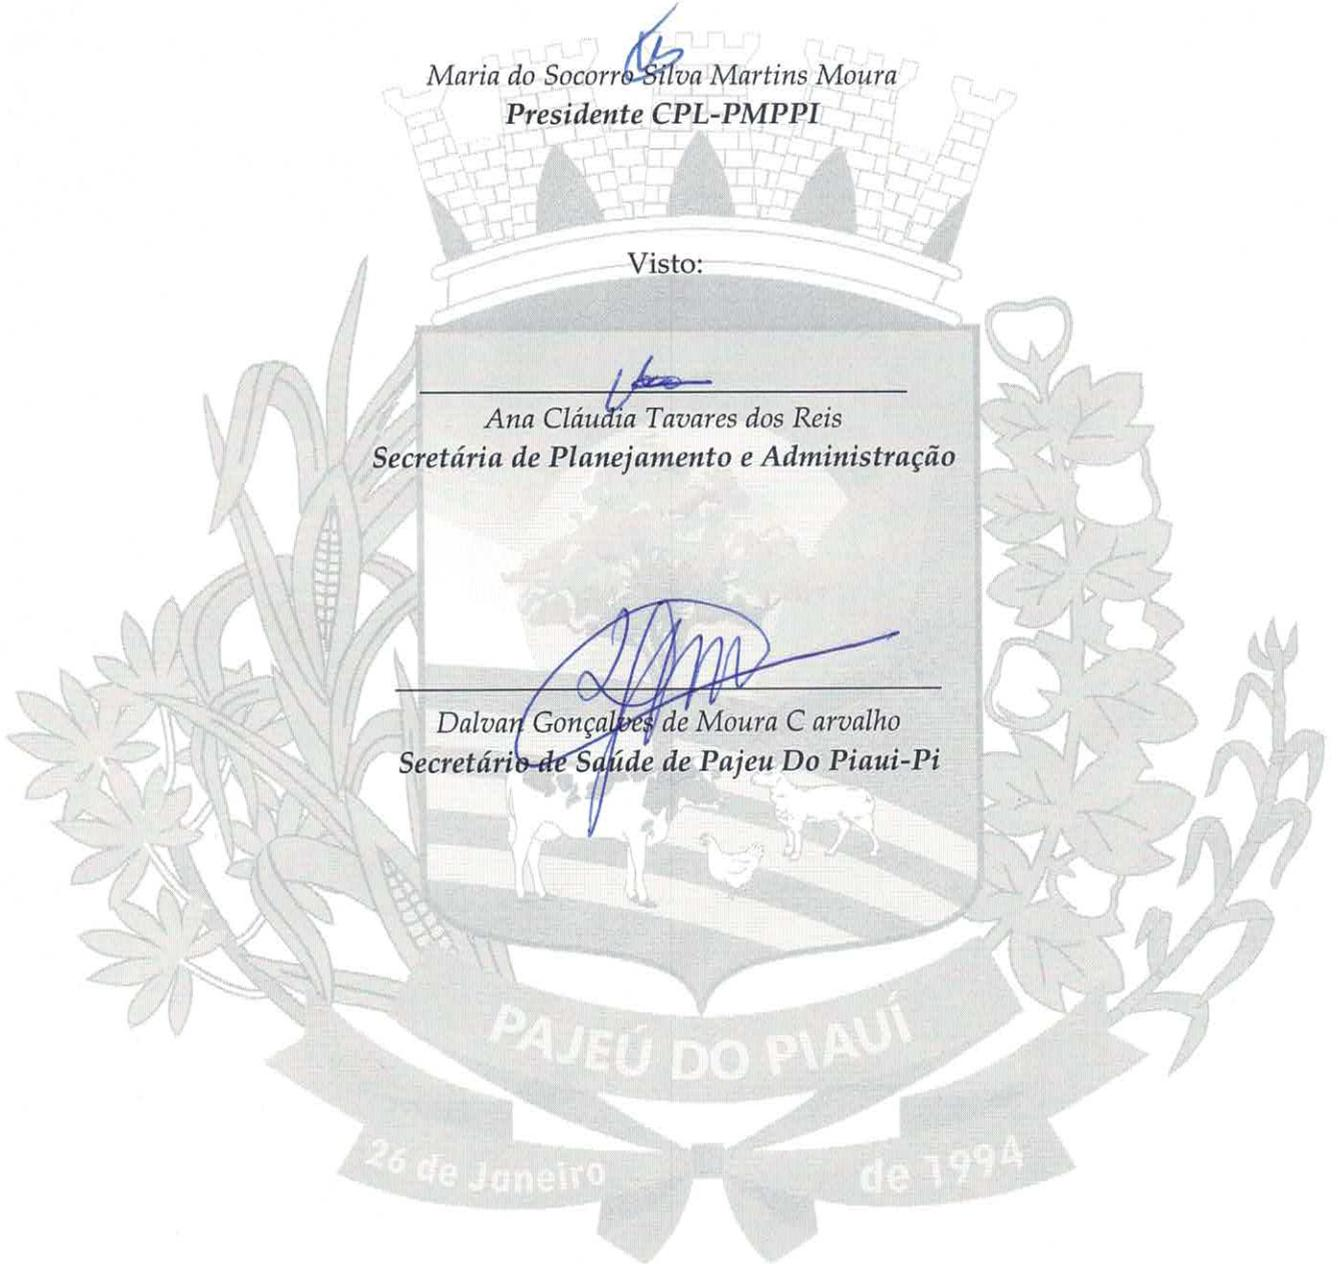 Maria do Socorro Silva Martins Moura
Presidente CPL-PMPPI
Visto:
Ana Cláudia Tavares dos Reis
Secretária de Planejamento e Administração
Dalvan Gonçalves de Moura C arvalho
Secretário de Saúde de Pajeu Do Piaui-Pi
PAJEÚ DO PIAUÍ
26 de Janeiro de 1994